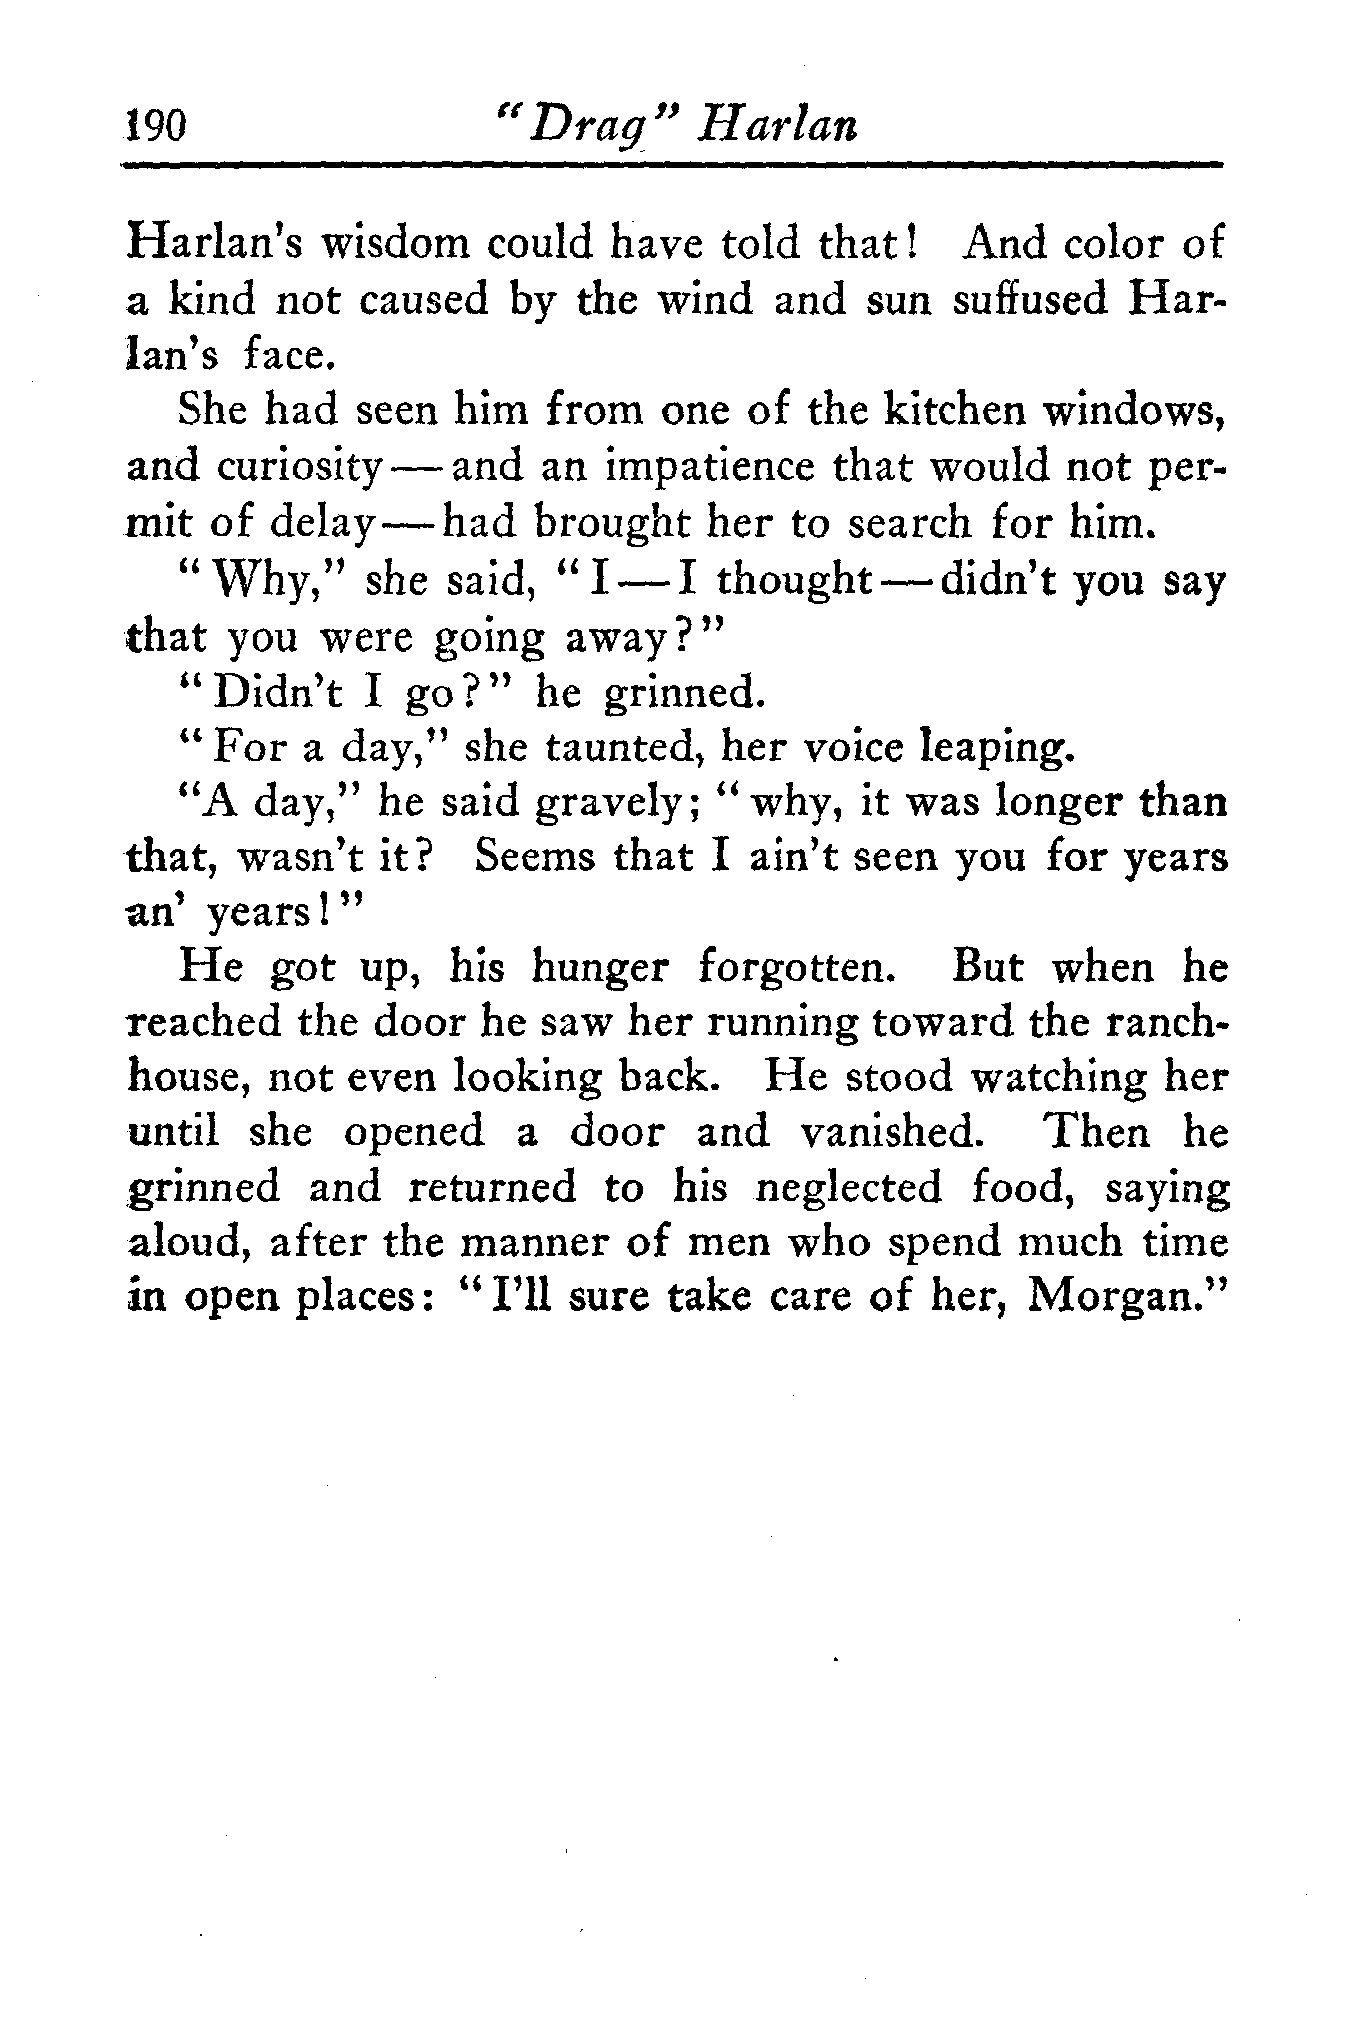 190 "Drag" Harlan
Harlan's wisdom could have told that! And color of
a kind not caused by the wind and sun suffused Har-
lan's face.
She had seen him from one of the kitchen windows,
and curiosity—and an impatience that would not per-
mit of delay—had brought her to search for him.
"Why," she said, "I—I thought—didn't you say
that you were going away?"
"Didn't I go?" he grinned.
"For a day," she taunted, her voice leaping.
"A day," he said gravely; "why, it was longer than
that, wasn't it? Seems that I ain't seen you for years
an' years!"
He got up, his hunger forgotten. But when he
reached the door he saw her running toward the ranch-
house, not even looking back. He stood watching her
until she opened a door and vanished. Then he
grinned and returned to his neglected food, saying
aloud, after the manner of men who spend much time
in open places: "I'll sure take care of her, Morgan."